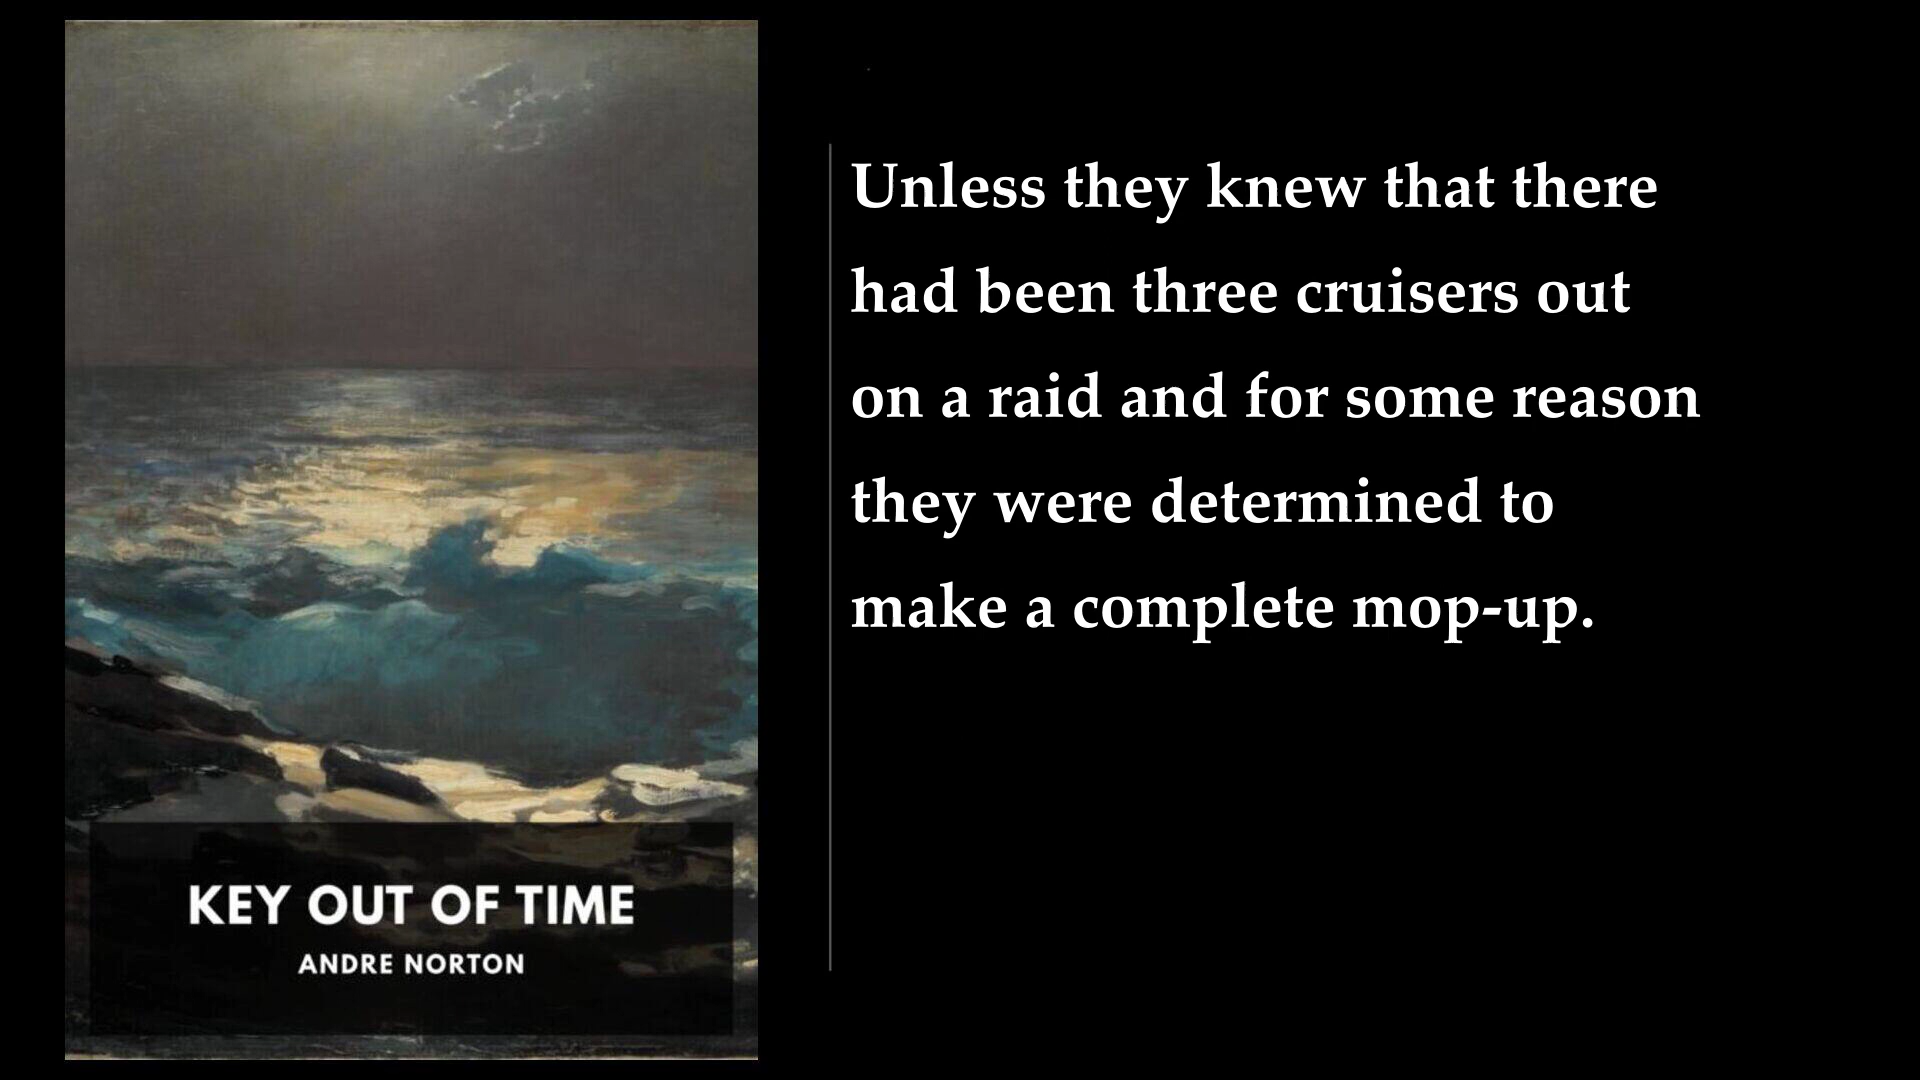 Unless they knew that there
had been three cruisers out
on a raid and for some reason
they were determined to
make a complete mop-up.
KEY OUT OF TIME
ANDRE NORTON